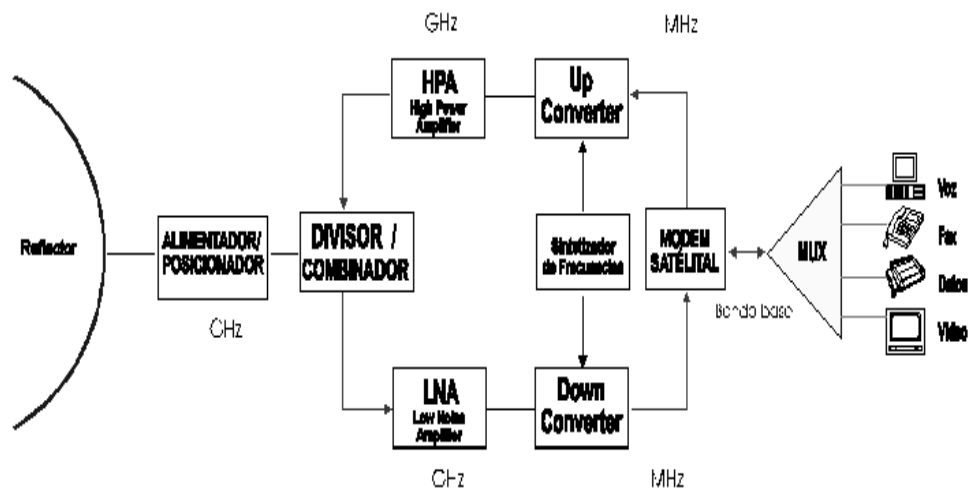 GHz
MHz
HPA
High Power
Amplifier
Up
Converter
Reflector
ALIMENTADOR/
POSICIONADOR
GHz
DIVISOR /
COMBINADOR
Sintetizador
de Frecuencias
MODEM
SATÉLITAL
Banda base
MUX
Voz
Fax
Datos
Video
LNA
Low Noise
Amplifier
Down
Converter
GHz
MHz